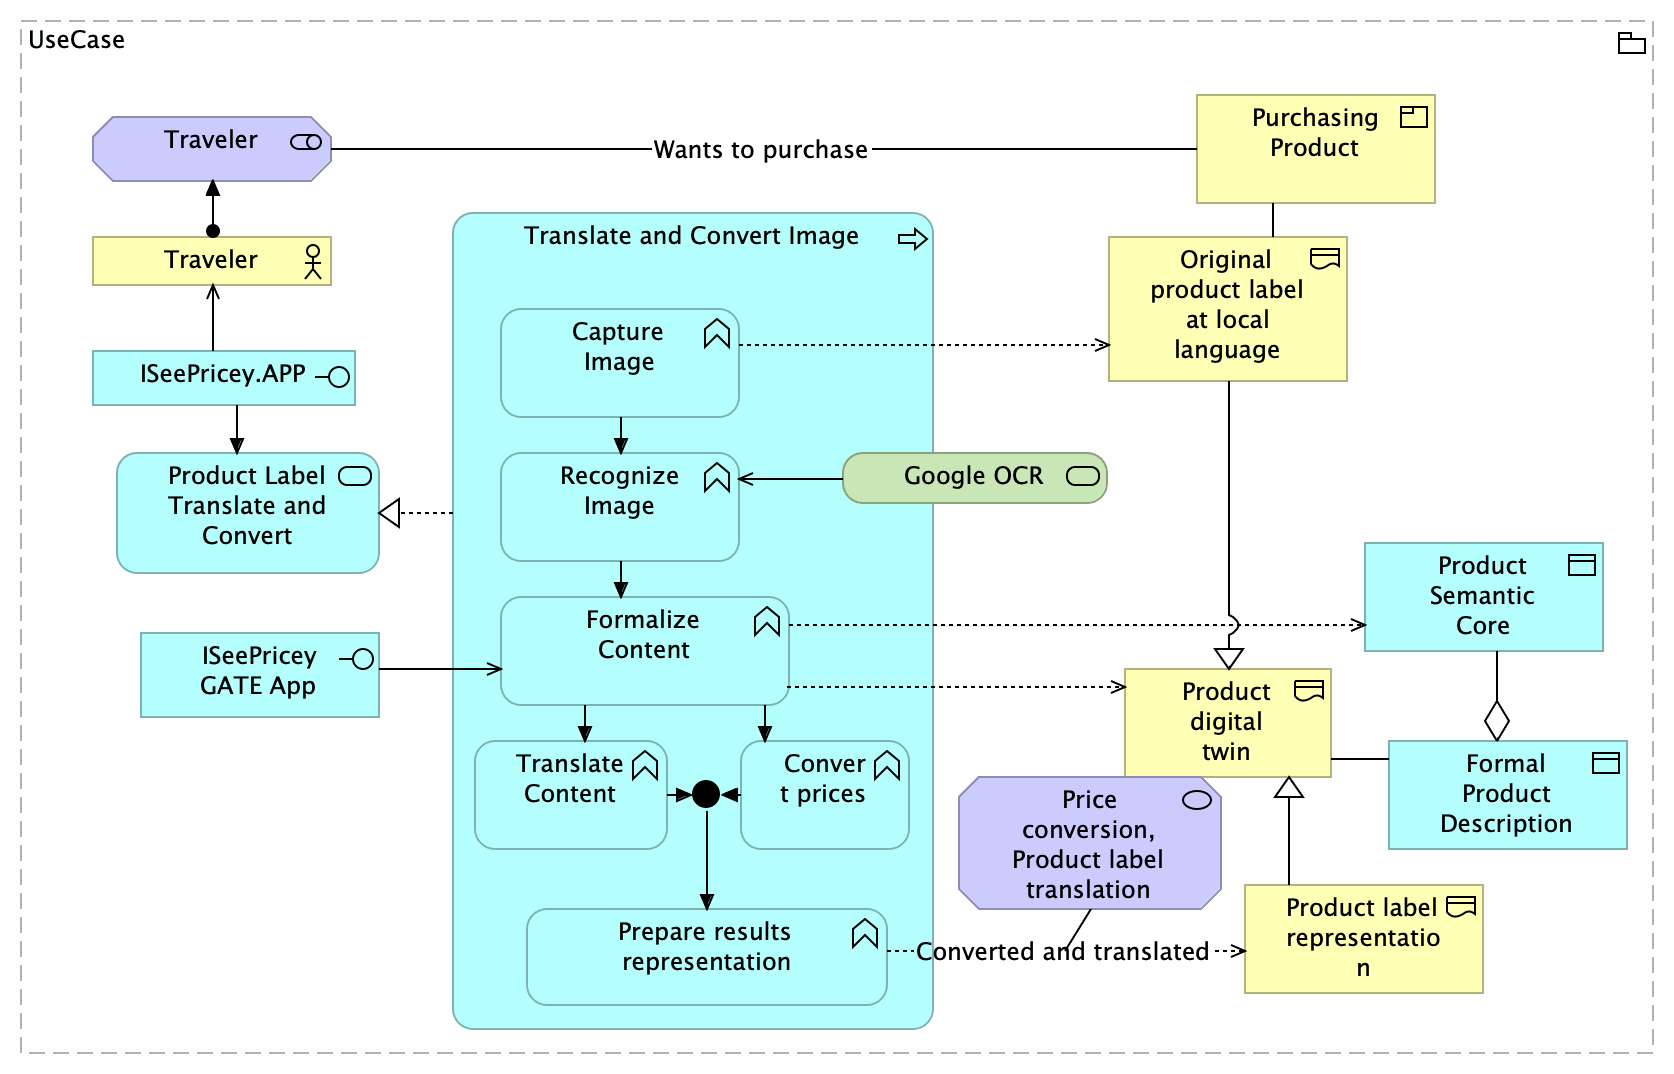 UseCase
Traveler
Wants to purchase
Purchasing
Product
Traveler
Translate and Convert Image
Original
product label
at local
language
Capture
Image
ISeePricey.APP
Product Label
Translate and
Convert
Recognize
Image
Google OCR
Product
Semantic
Core
Formalize
Content
ISeePricey
GATE App
Product
digital
twin
Translate
Content
Conver
t prices
Formal
Product
Description
Price
conversion,
Product label
translation
Prepare results
representation
Converted and translated
Product label
representatio
n